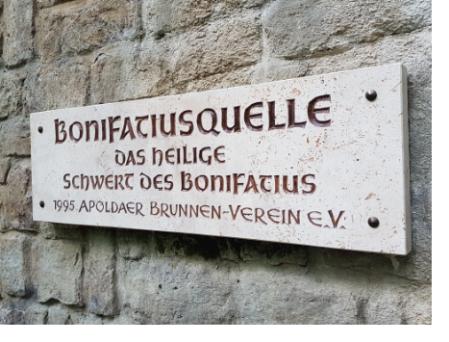 BONIFATIUSQUELLE
DAS HEILIGE
SCHWERT DES BONIFATIUS
1995 APOLDAER BRUNNEN-VEREIN E.V.